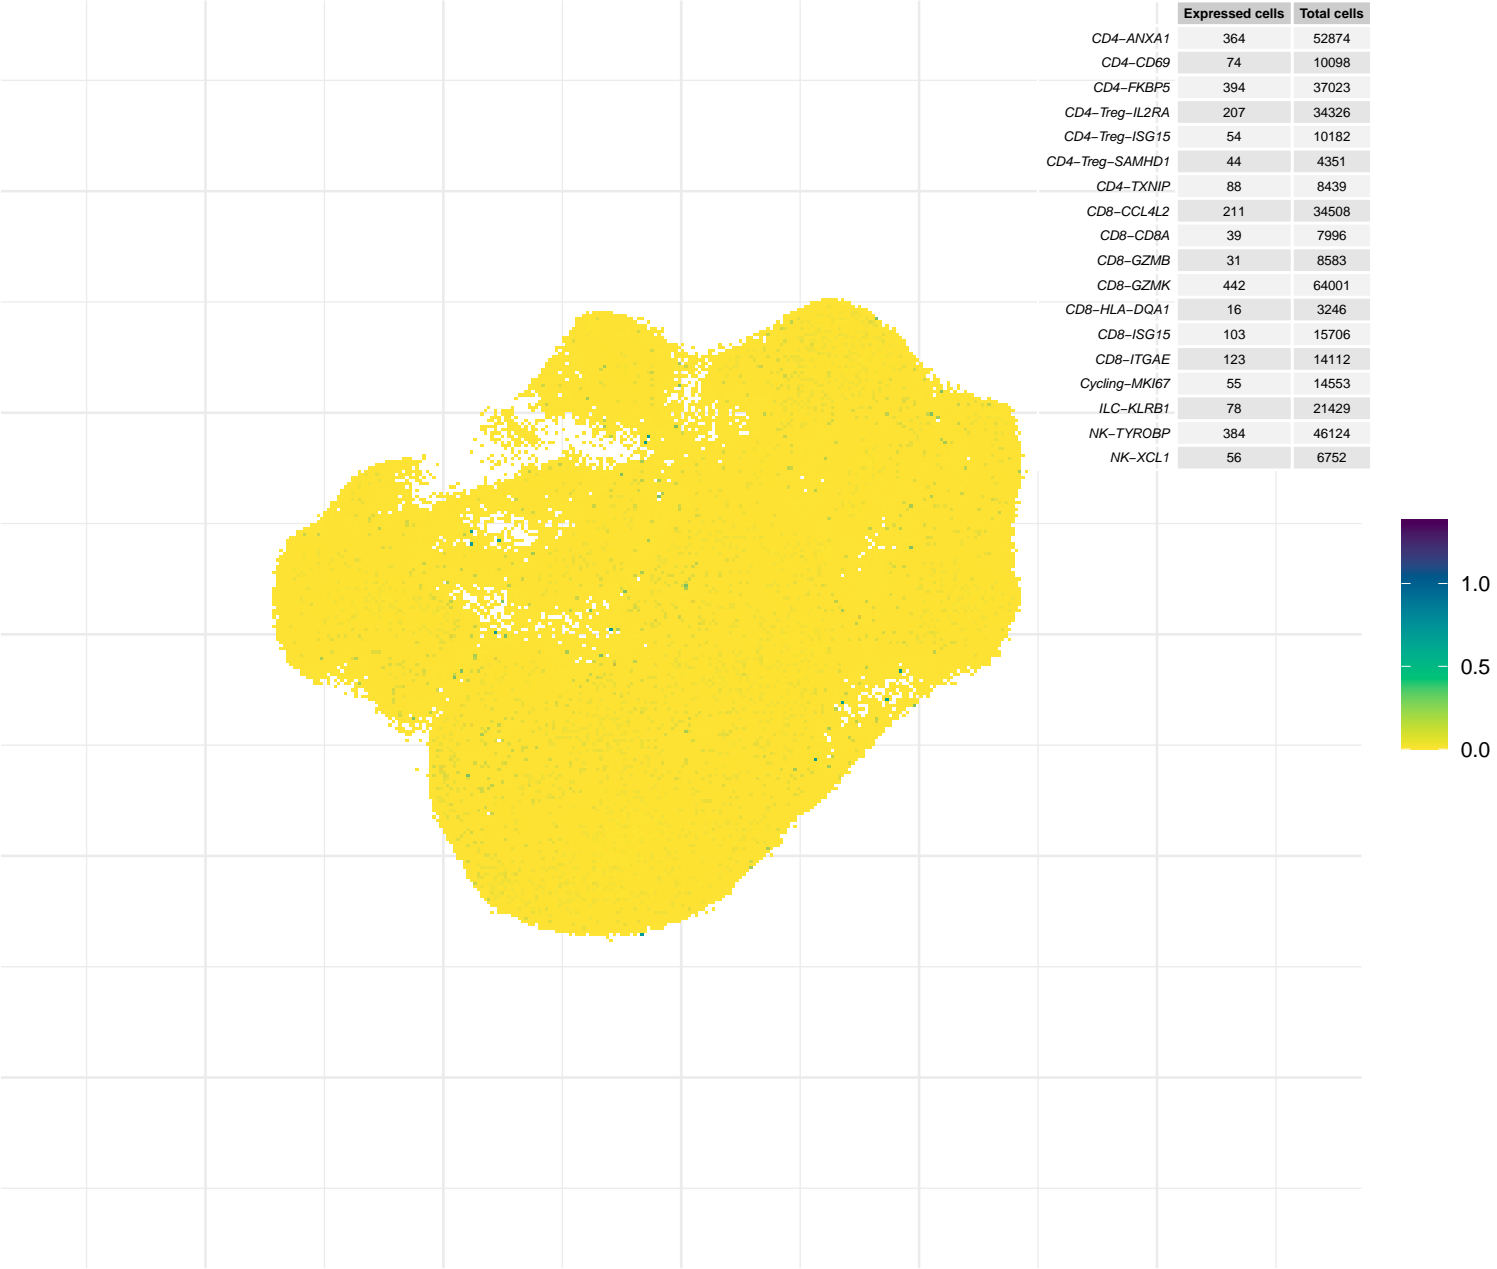 Expressed cells Total cells
CD4−ANXA1 364 52874
CD4−CD69 74 10098
CD4−FKBP5 394 37023
CD4−Treg−IL2RA 207 34326
CD4−Treg−ISG15 54 10182
CD4−Treg−SAMHD1 44 4351
CD4−TXNIP 88 8439
CD8−CCL4L2 211 34508
CD8−CD8A 39 7996
CD8−GZMB 31 8583
CD8−GZMK 442 64001
CD8−HLA−DQA1 16 3246
CD8−ISG15 103 15706
CD8−ITGAE 123 14112
Cycling−MKI67 55 14553
ILC−KLRB1 78 21429
NK−TYROBP 384 46124
NK−XCL1 56 6752
1.0
0.5
0.0